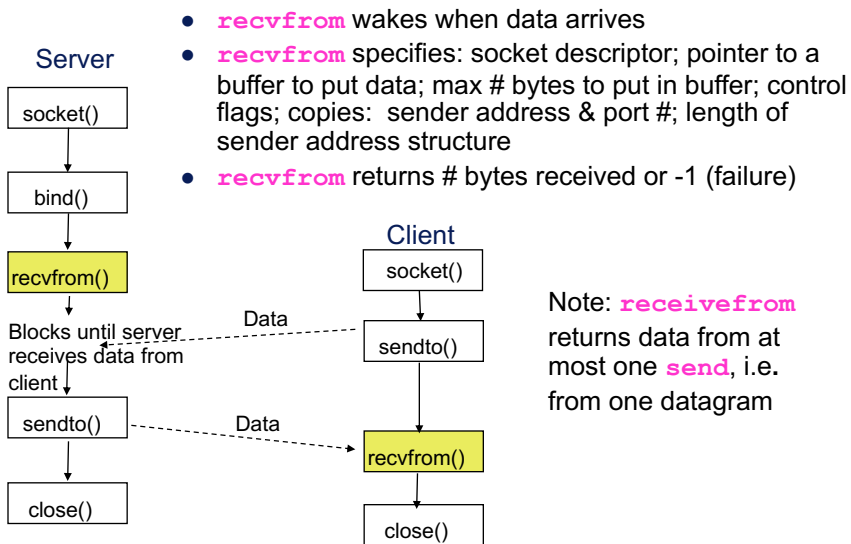 ● recvfrom wakes when data arrives
● recvfrom specifies: socket descriptor; pointer to a
buffer to put data; max # bytes to put in buffer; control
flags; copies: sender address & port #; length of
sender address structure
● recvfrom returns # bytes received or -1 (failure)
Server
socket()
bind()
recvfrom()
Blocks until server
receives data from
client
sendto()
close()
Data
Data
Client
socket()
sendto()
recvfrom()
close()
Note: receivefrom
returns data from at
most one send, i.e.
from one datagram